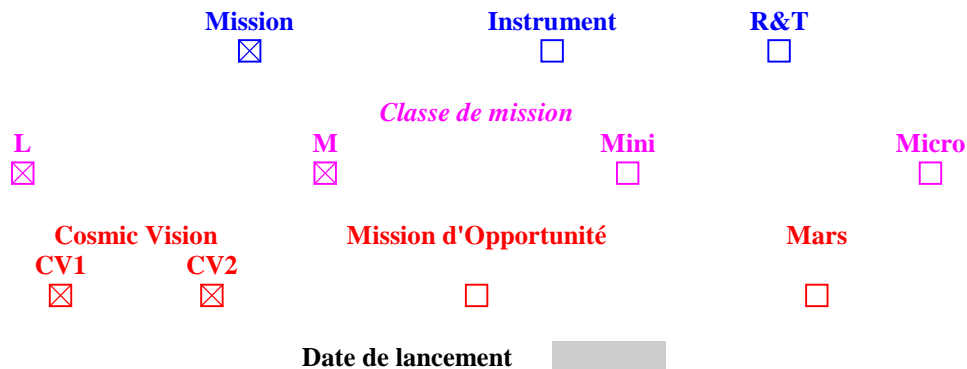 Mission Instrument R&T
Classe de mission
L M Mini Micro
Cosmic Vision Mission d'Opportunité Mars
CV1 CV2
Date de lancement